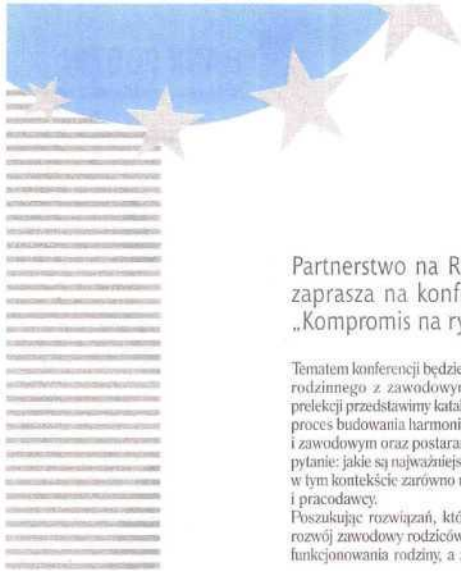 Partnerstwo na R
zaprasza na konf
„Kompromis na ry
Tematem konferencji będzie
rodzinnego z zawodowym
prelekcji przedstawimy katal
proces budowania harmoni
i zawodowym oraz postara
pytanie: jakie są najważniejs
w tym kontekście zarówno
i pracodawcy.
Poszukując rozwiązań, któ
rozwój zawodowy rodziców
funkcjonowania rodziny, a